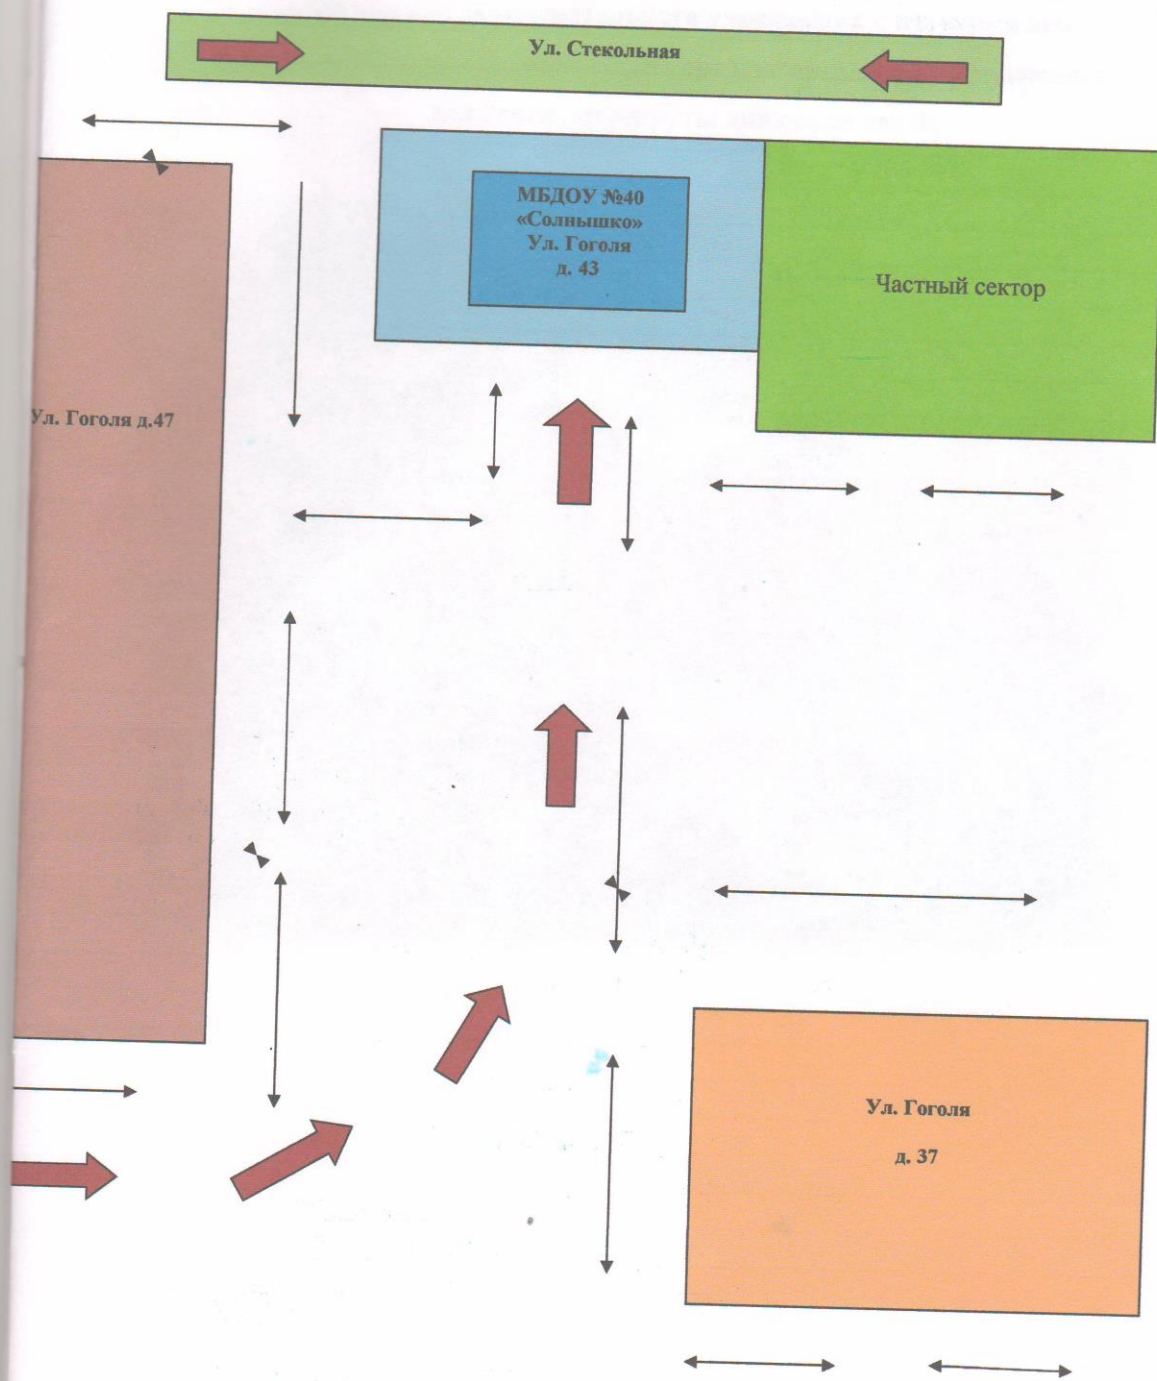 Ул. Стекольная
МБДОУ №40
«Солнышко»
Ул. Гоголя
д. 43
Частный сектор
Ул. Гоголя д.47
Ул. Гоголя
д. 37